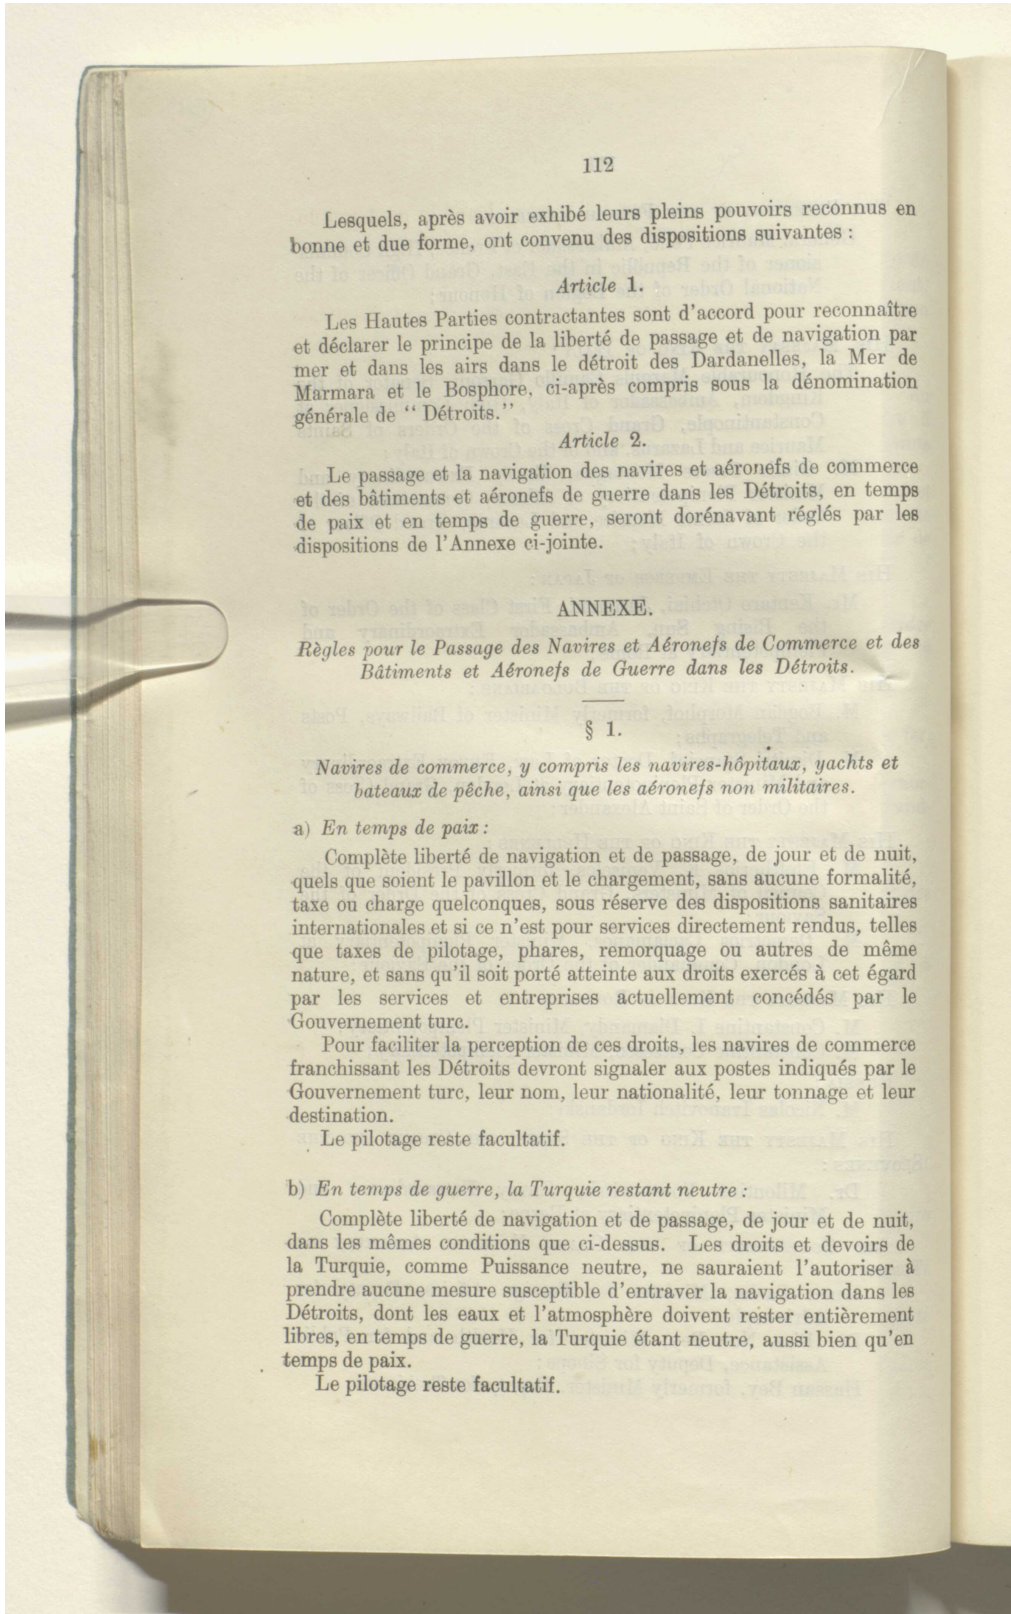 112
Lesquels, après avoir exhibé leurs pleins pouvoirs reconnus en
bonne et due forme, ont convenu des dispositions suivantes :
Article 1.
Les Hautes Parties contractantes sont d'accord pour reconnaître
et déclarer le principe de la liberté de passage et de navigation par
mer et dans les airs dans le détroit des Dardanelles, la Mer de
Marmara et le Bosphore, ci-après compris sous la dénomination
générale de “ Détroits.”
Article 2.
Le passage et la navigation des navires et aéronefs de commerce
et des bâtiments et aéronefs de guerre dans les Détroits, en temps
de paix et en temps de guerre, seront dorénavant réglés par les
dispositions de l'Annexe ci-jointe.
ANNEXE.
Règles pour le Passage des Navires et Aéronefs de Commerce et des
Bâtiments et Aéronefs de Guerre dans les Détroits.
§ 1.
Navires de commerce, y compris les navires-hôpitaux, yachts et
bateaux de pêche, ainsi que les aéronefs non militaires.
a) En temps de paix :
Complète liberté de navigation et de passage, de jour et de nuit,
quels que soient le pavillon et le chargement, sans aucune formalité,
taxe ou charge quelconques, sous réserve des dispositions sanitaires
internationales et si ce n'est pour services directement rendus, telles
que taxes de pilotage, phares, remorquage ou autres de même
nature, et sans qu'il soit porté atteinte aux droits exercés à cet égard
par les services et entreprises actuellement concédés par le
Gouvernement turc.
Pour faciliter la perception de ces droits, les navires de commerce
franchissant les Détroits devront signaler aux postes indiqués par le
Gouvernement turc, leur nom, leur nationalité, leur tonnage et leur
destination.
Le pilotage reste facultatif.
b) En temps de guerre, la Turquie restant neutre :
Complète liberté de navigation et de passage, de jour et de nuit,
dans les mêmes conditions que ci-dessus. Les droits et devoirs de
la Turquie, comme Puissance neutre, ne sauraient l'autoriser à
prendre aucune mesure susceptible d'entraver la navigation dans les
Détroits, dont les eaux et l'atmosphère doivent rester entièrement
libres, en temps de guerre, la Turquie étant neutre, aussi bien qu'en
temps de paix.
Le pilotage reste facultatif.